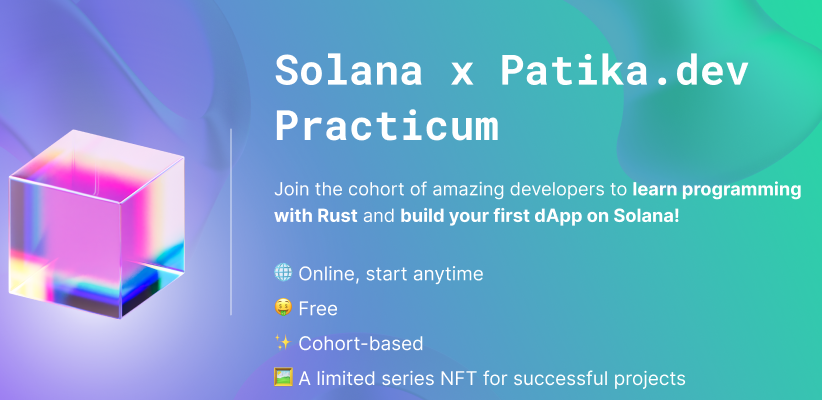 Solana x Patika.dev
Practicum
Join the cohort of amazing developers to learn programming
with Rust and build your first dApp on Solana!
🌐 Online, start anytime
🤑 Free
✨ Cohort-based
🖼️ A limited series NFT for successful projects